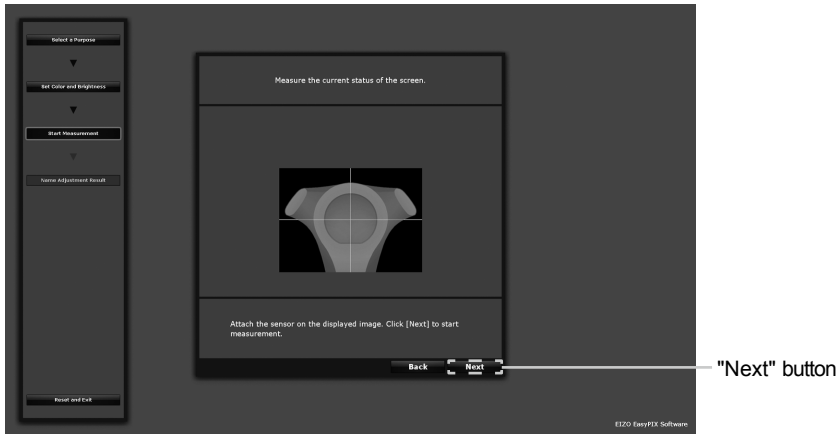 Select a Purpose
Set Color and Brightness
Start Measurement
Name Adjustment Result
Reset and Exit
Measure the current status of the screen.
Attach the sensor on the displayed image. Click [Next] to start
measurement.
Back
Next
"Next" button
EIZO EasyPIX Software